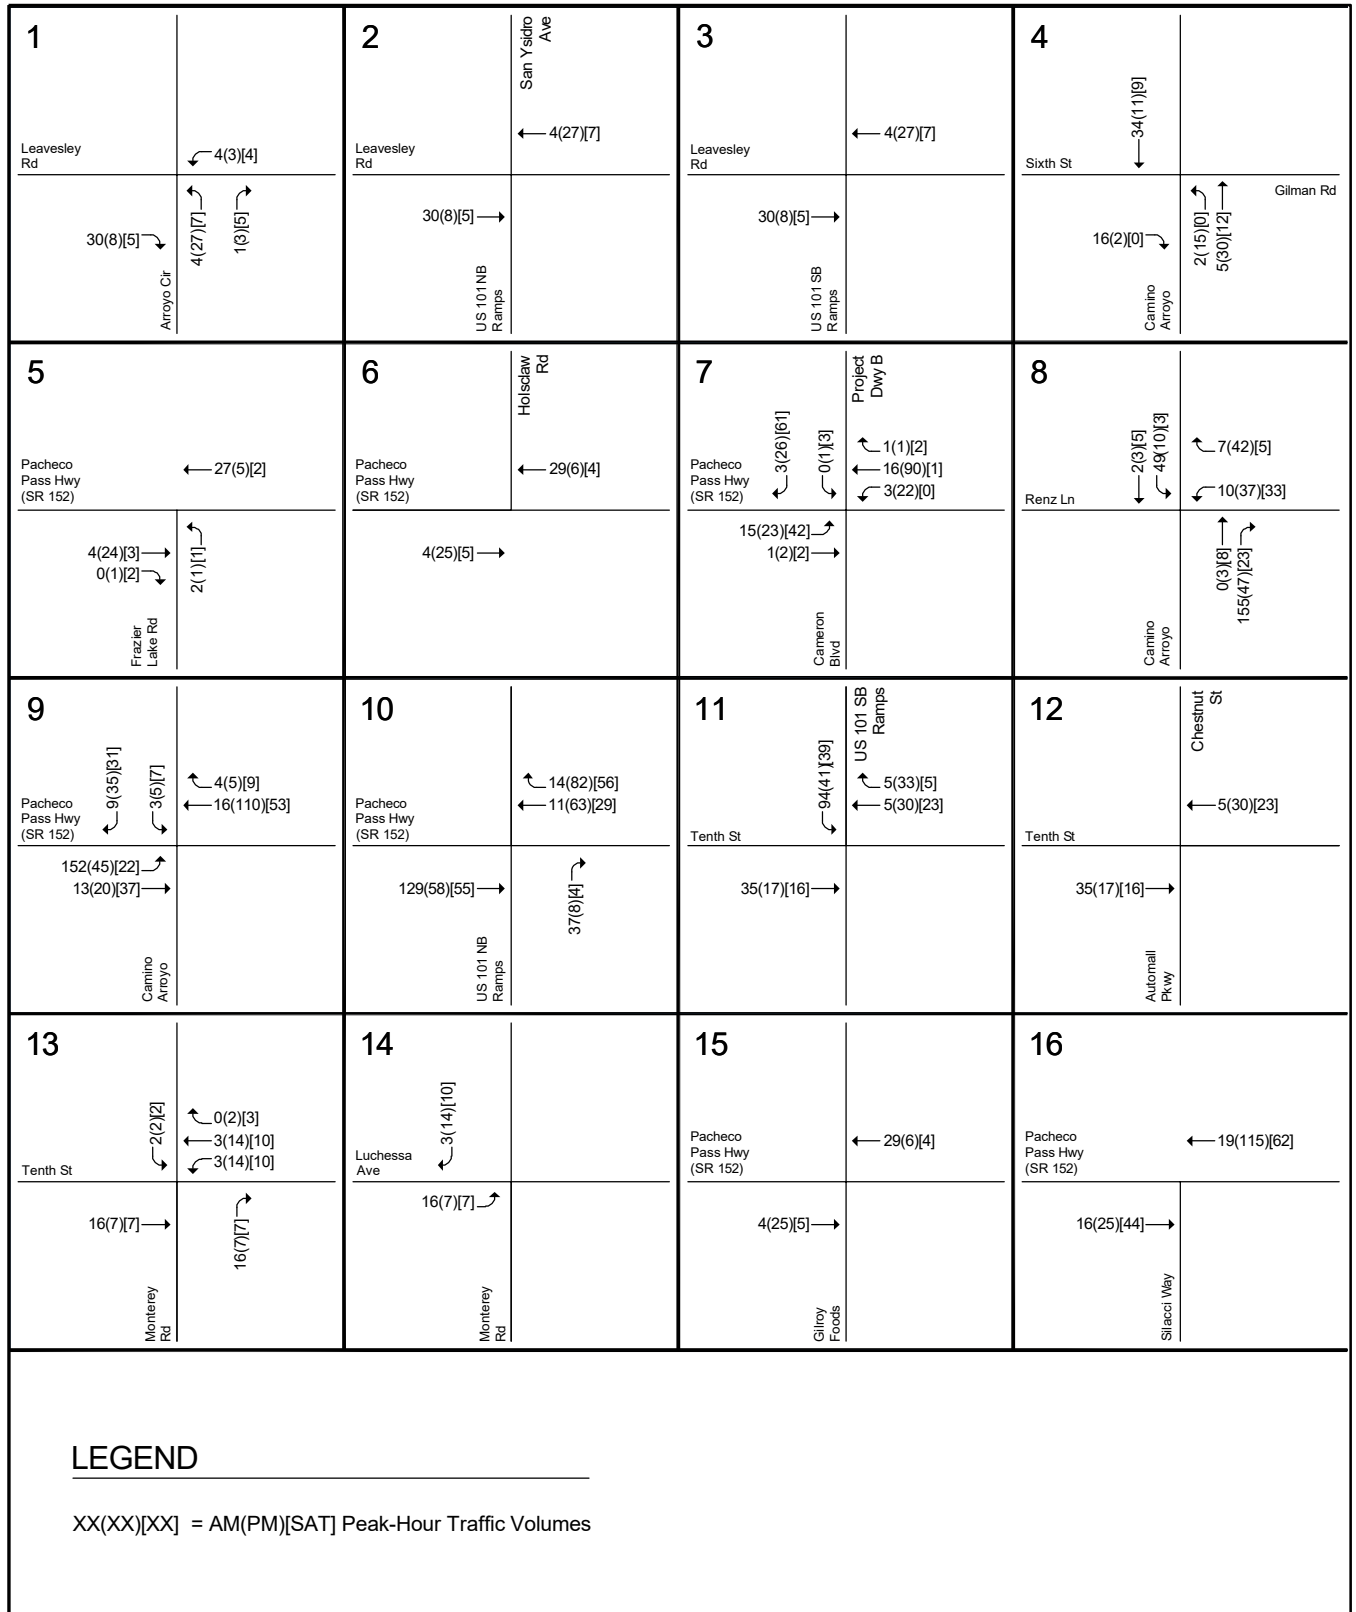 1
Leavesley
Rd
4(3)[4]
30(8)[5]
4(27)[7]
1(3)[5]
Arroyo Cir
2
San Ysidro
Ave
4(27)[7]
Leavesley
Rd
30(8)[5]
US 101 NB
Ramps
3
4(27)[7]
Leavesley
Rd
30(8)[5]
US 101 SB
Ramps
4
34(11)[9]
Sixth St
Gilman Rd
16(2)[0]
2(15)[0]
5(30)[12]
Camino
Arroyo
5
Pacheco
Pass Hwy
(SR 152)
27(5)[2]
4(24)[3]
0(1)[2]
2(1)[1]
Frazier
Lake Rd
6
Holsclaw
Rd
Pacheco
Pass Hwy
(SR 152)
29(6)[4]
4(25)[5]
7
Project
Dwy B
3(26)[61]
0(1)[3]
1(1)[2]
16(90)[1]
3(22)[0]
Pacheco
Pass Hwy
(SR 152)
15(23)[42]
1(2)[2]
Cameron
Blvd
8
2(3)[5]
49(10)[3]
7(42)[5]
10(37)[33]
Renz Ln
0(3)[8]
155(47)[23]
Camino
Arroyo
9
9(35)[31]
3(5)[7]
4(5)[9]
16(110)[53]
Pacheco
Pass Hwy
(SR 152)
152(45)[22]
13(20)[37]
Camino
Arroyo
10
14(82)[56]
11(63)[29]
Pacheco
Pass Hwy
(SR 152)
129(58)[55]
37(8)[4]
US 101 NB
Ramps
11
US 101 SB
Ramps
94(41)[39]
5(33)[5]
5(30)[23]
Tenth St
35(17)[16]
12
Chestnut
St
5(30)[23]
Tenth St
35(17)[16]
Automall
Pkwy
13
2(2)[2]
0(2)[3]
3(14)[10]
3(14)[10]
Tenth St
16(7)[7]
16(7)[7]
Monterey
Rd
14
3(14)[10]
Luchessa
Ave
16(7)[7]
Monterey
Rd
15
Pacheco
Pass Hwy
(SR 152)
29(6)[4]
4(25)[5]
Gilroy
Foods
16
Pacheco
Pass Hwy
(SR 152)
19(115)[62]
16(25)[44]
Silacci Way
LEGEND
XX(XX)[XX] = AM(PM)[SAT] Peak-Hour Traffic Volumes